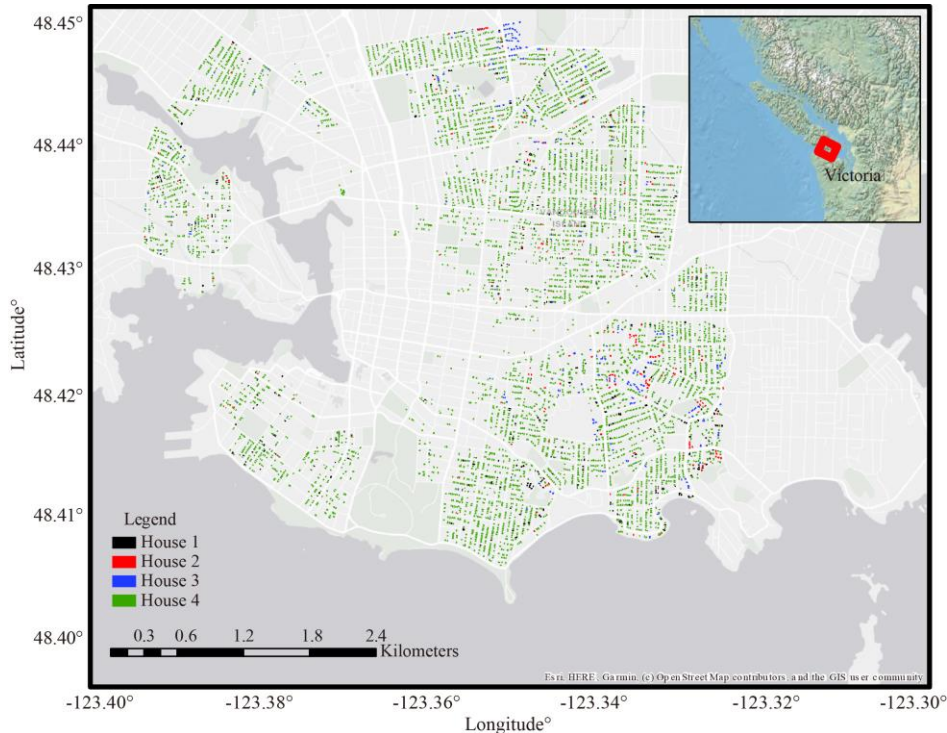 48.45°
48.44°
48.43°
48.42°
48.41°
48.40°
Latitude°
Victoria
ISLAND
Legend
House 1
House 2
House 3
House 4
0.3 0.6 1.2 1.8 2.4
Kilometers
Esri, HERE, Garmin, (c) OpenStreetMap contributors, and the GIS user community
-123.40° -123.38° -123.36° -123.34° -123.32° -123.30°
Longitude°